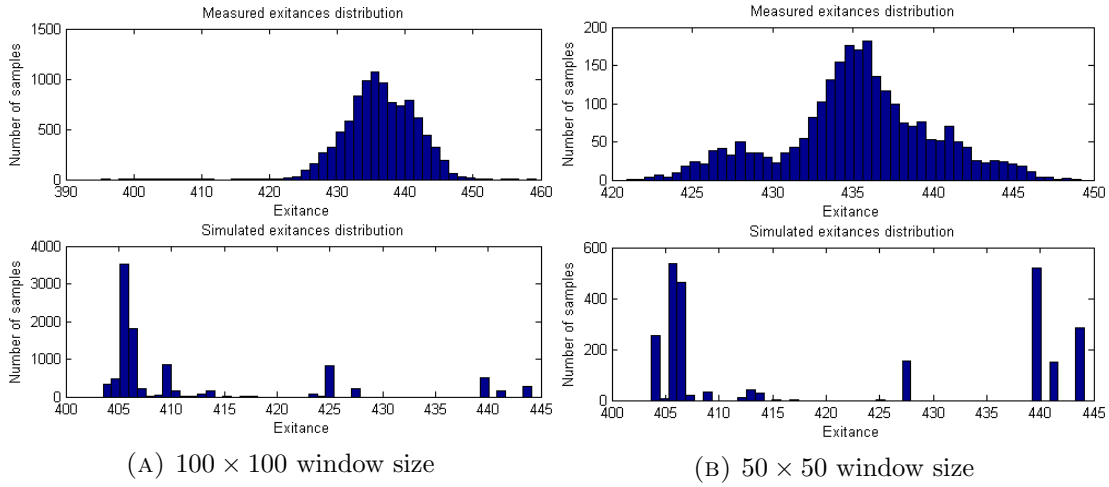 Measured exitances distribution
1500
1000
500
0
390 400 410 420 430 440 450 460
Number of samples
Exitance
Simulated exitances distribution
4000
3000
2000
1000
0
400 405 410 415 420 425 430 435 440 445
Number of samples
Exitance
(A) 100 × 100 window size
Measured exitances distribution
200
150
100
50
0
420 425 430 435 440 445 450
Number of samples
Exitance
Simulated exitances distribution
600
400
200
0
400 405 410 415 420 425 430 435 440 445
Number of samples
Exitance
(B) 50 × 50 window size